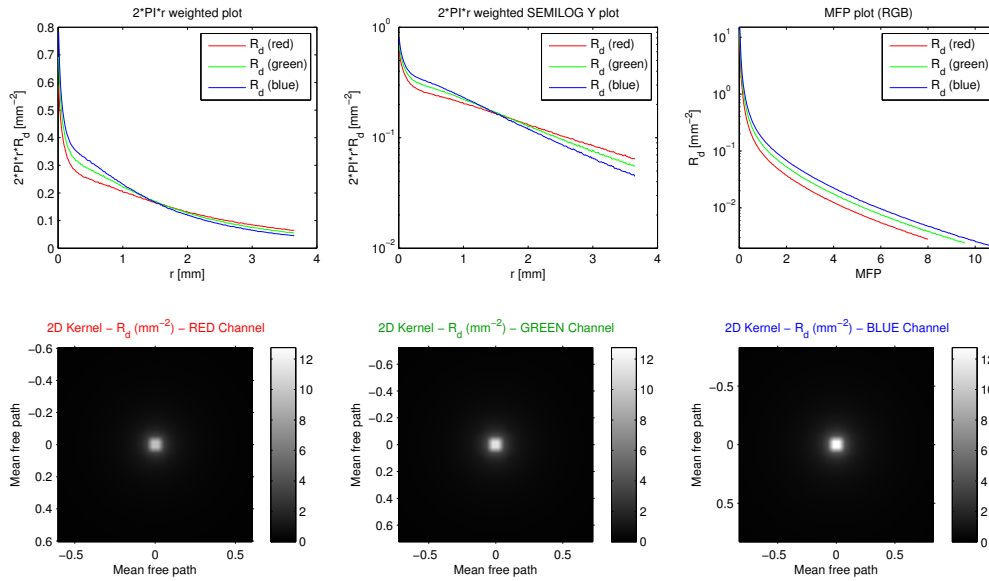 2*PI*r weighted plot
2*PI*r*R_d [mm^−2]
0.8
0.7
0.6
0.5
0.4
0.3
0.2
0.1
0
R_d (red)
R_d (green)
R_d (blue)
0 1 2 3 4
r [mm]
2*PI*r weighted SEMILOG Y plot
2*PI*r*R_d [mm^−2]
10^0
10^−1
10^−2
R_d (red)
R_d (green)
R_d (blue)
0 1 2 3 4
r [mm]
MFP plot (RGB)
R_d [mm^−2]
10^1
10^0
10^−1
10^−2
R_d (red)
R_d (green)
R_d (blue)
0 2 4 6 8 10
MFP
2D Kernel − R_d (mm^−2) − RED Channel
Mean free path
−0.6
−0.4
−0.2
0
0.2
0.4
0.6
−0.5 0 0.5
Mean free path
12
10
8
6
4
2
0
2D Kernel − R_d (mm^−2) − GREEN Channel
Mean free path
−0.6
−0.4
−0.2
0
0.2
0.4
0.6
−0.5 0 0.5
Mean free path
12
10
8
6
4
2
0
2D Kernel − R_d (mm^−2) − BLUE Channel
Mean free path
−0.5
0
0.5
−0.5 0 0.5
Mean free path
12
10
8
6
4
2
0